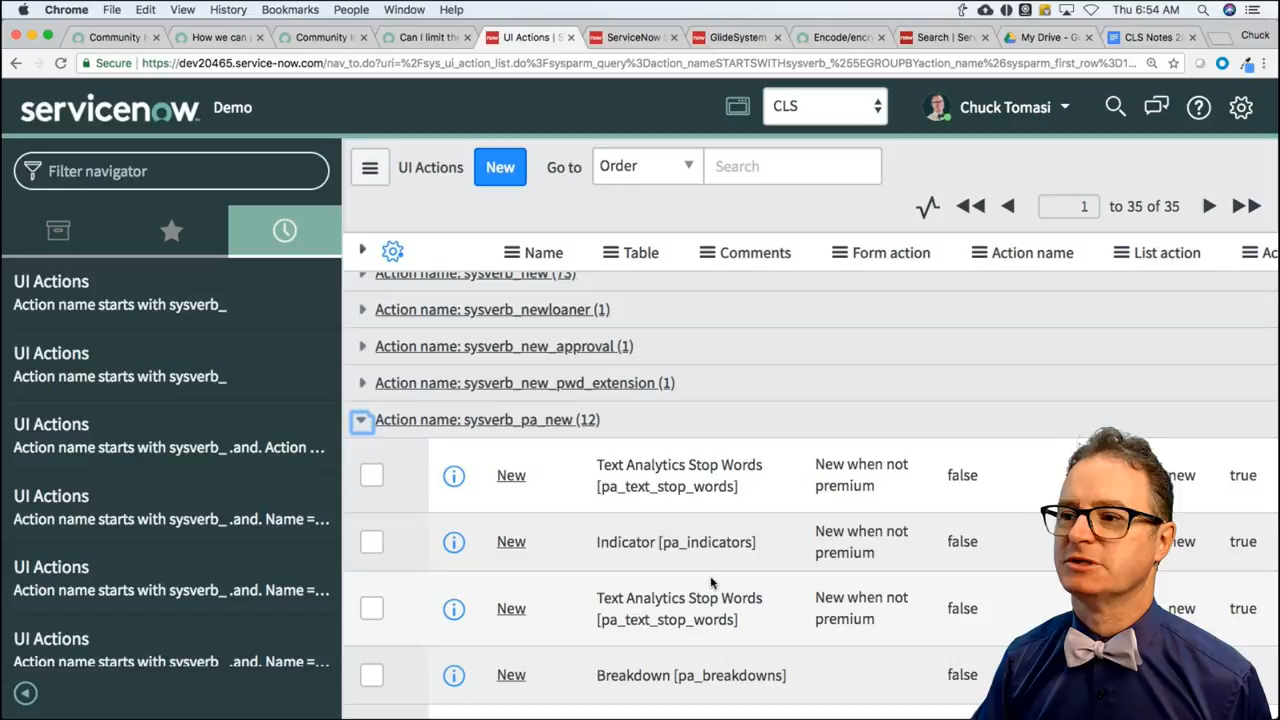 Chrome File Edit View History Bookmarks People Window Help Thu 6:54 AM
Community H
How we can
Community In
Can I limit the
UI Actions | S
ServiceNow S
GlideSystem
Encode/encry
Search | Serv
My Drive - G
CLS Notes 20
Chuck
Secure https://dev20465.service-now.com/nav_to.do?uri=%2Fsys_ui_action_list.do%3Fsysparm_query%3Daction_nameSTARTSWITHsysverb_%255EGROUPBYaction_name%26sysparm_first_row%3D1...
servicenow Demo CLS Chuck Tomasi
Filter navigator
UI Actions New Go to Order Search
1 to 35 of 35
Name Table Comments Form action Action name List action Ac
UI Actions
Action name starts with sysverb_
UI Actions
Action name starts with sysverb_
UI Actions
Action name starts with sysverb_ .and. Action ...
UI Actions
Action name starts with sysverb_ .and. Name =...
UI Actions
Action name starts with sysverb_ .and. Name =...
UI Actions
Action name starts with sysverb_ .and. Name =...
Action name: sysverb_new (73)
Action name: sysverb_newloaner (1)
Action name: sysverb_new_approval (1)
Action name: sysverb_new_pwd_extension (1)
Action name: sysverb_pa_new (12)
New Text Analytics Stop Words [pa_text_stop_words] New when not premium false new true
New Indicator [pa_indicators] New when not premium false
New Text Analytics Stop Words [pa_text_stop_words] New when not premium false new true
New Breakdown [pa_breakdowns] false